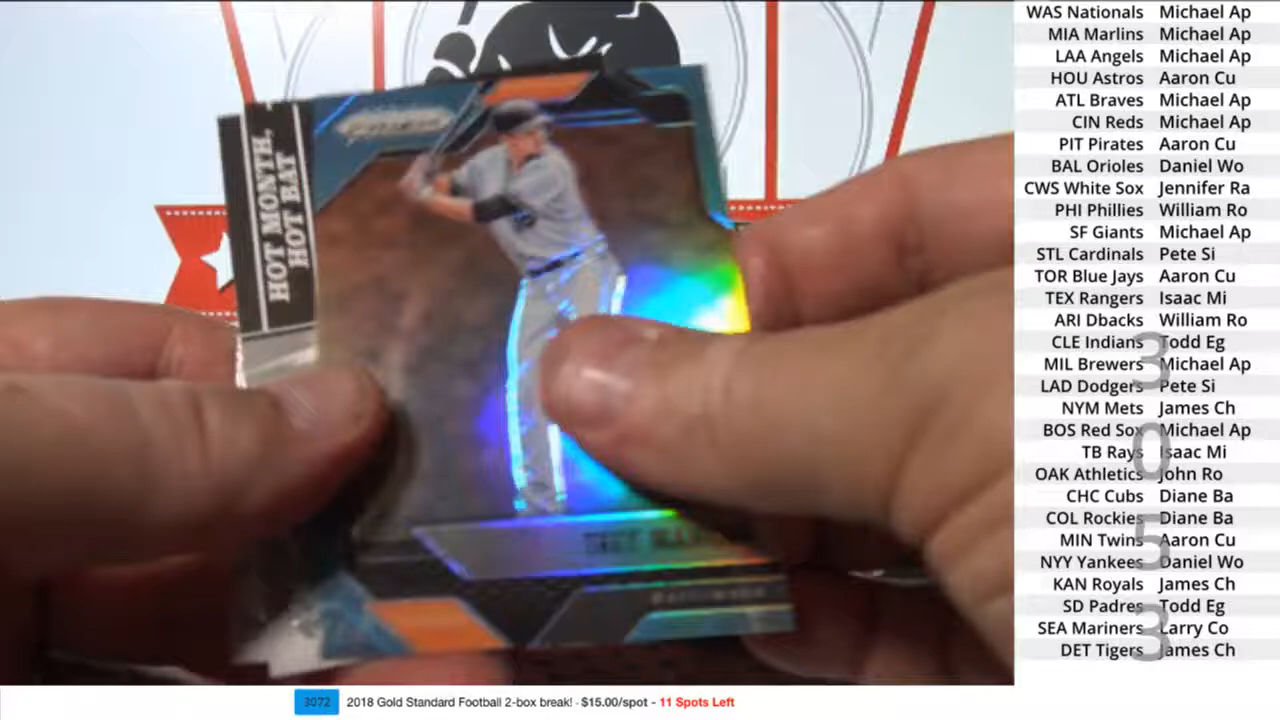 HOT MONTH,
HOT BAT
PRIZM
TREY
WAS Nationals Michael Ap
MIA Marlins Michael Ap
LAA Angels Michael Ap
HOU Astros Aaron Cu
ATL Braves Michael Ap
CIN Reds Michael Ap
PIT Pirates Aaron Cu
BAL Orioles Daniel Wo
CWS White Sox Jennifer Ra
PHI Phillies William Ro
SF Giants Michael Ap
STL Cardinals Pete Si
TOR Blue Jays Aaron Cu
TEX Rangers Isaac Mi
ARI Dbacks William Ro
CLE Indians Todd Eg
MIL Brewers Michael Ap
LAD Dodgers Pete Si
NYM Mets James Ch
BOS Red Sox Michael Ap
TB Rays Isaac Mi
OAK Athletics John Ro
CHC Cubs Diane Ba
COL Rockies Diane Ba
MIN Twins Aaron Cu
NYY Yankees Daniel Wo
KAN Royals James Ch
SD Padres Todd Eg
SEA Mariners Larry Co
DET Tigers James Ch
3053
3072 2018 Gold Standard Football 2-box break! - $15.00/spot - 11 Spots Left